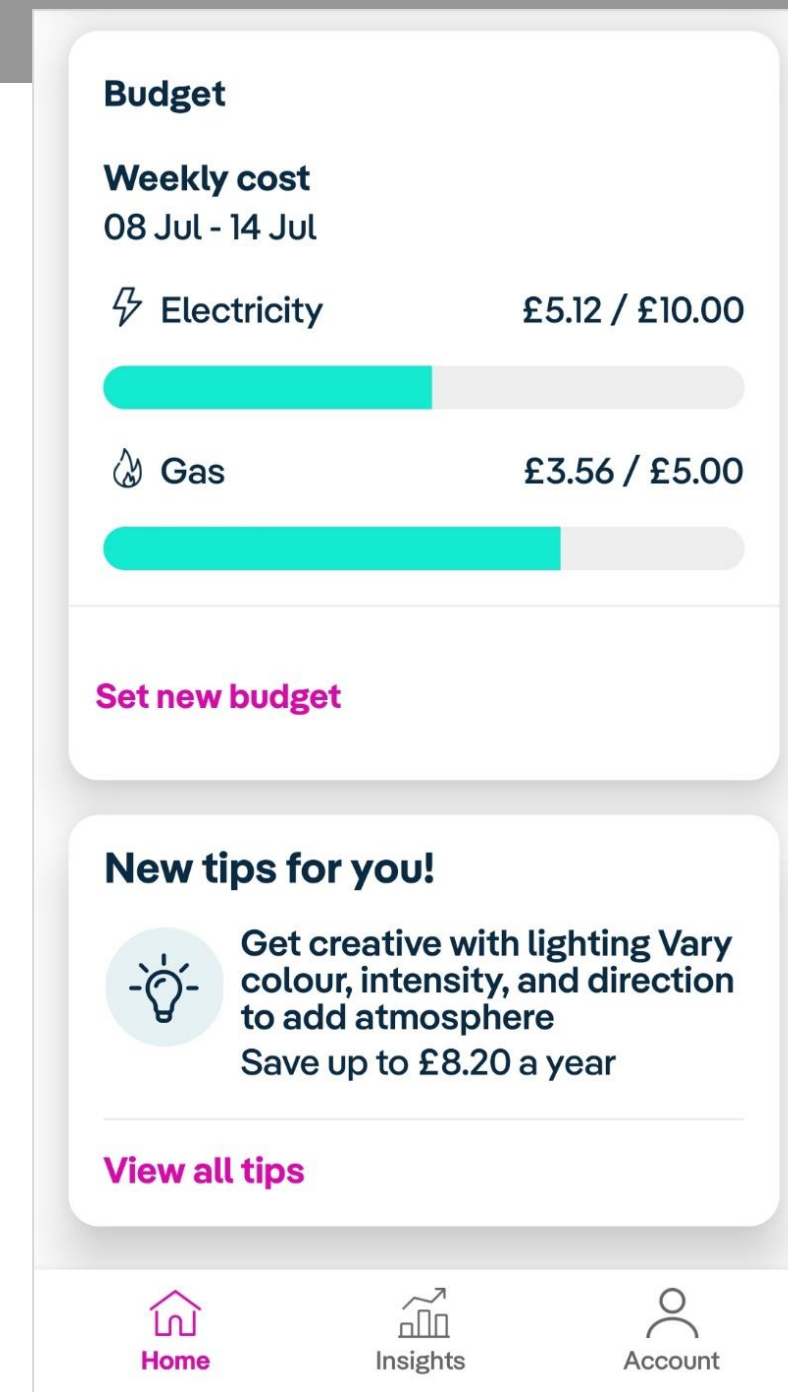 Budget
Weekly cost
08 Jul - 14 Jul
Electricity £5.12 / £10.00
Gas £3.56 / £5.00
Set new budget
New tips for you!
Get creative with lighting Vary
colour, intensity, and direction
to add atmosphere
Save up to £8.20 a year
View all tips
Home Insights Account